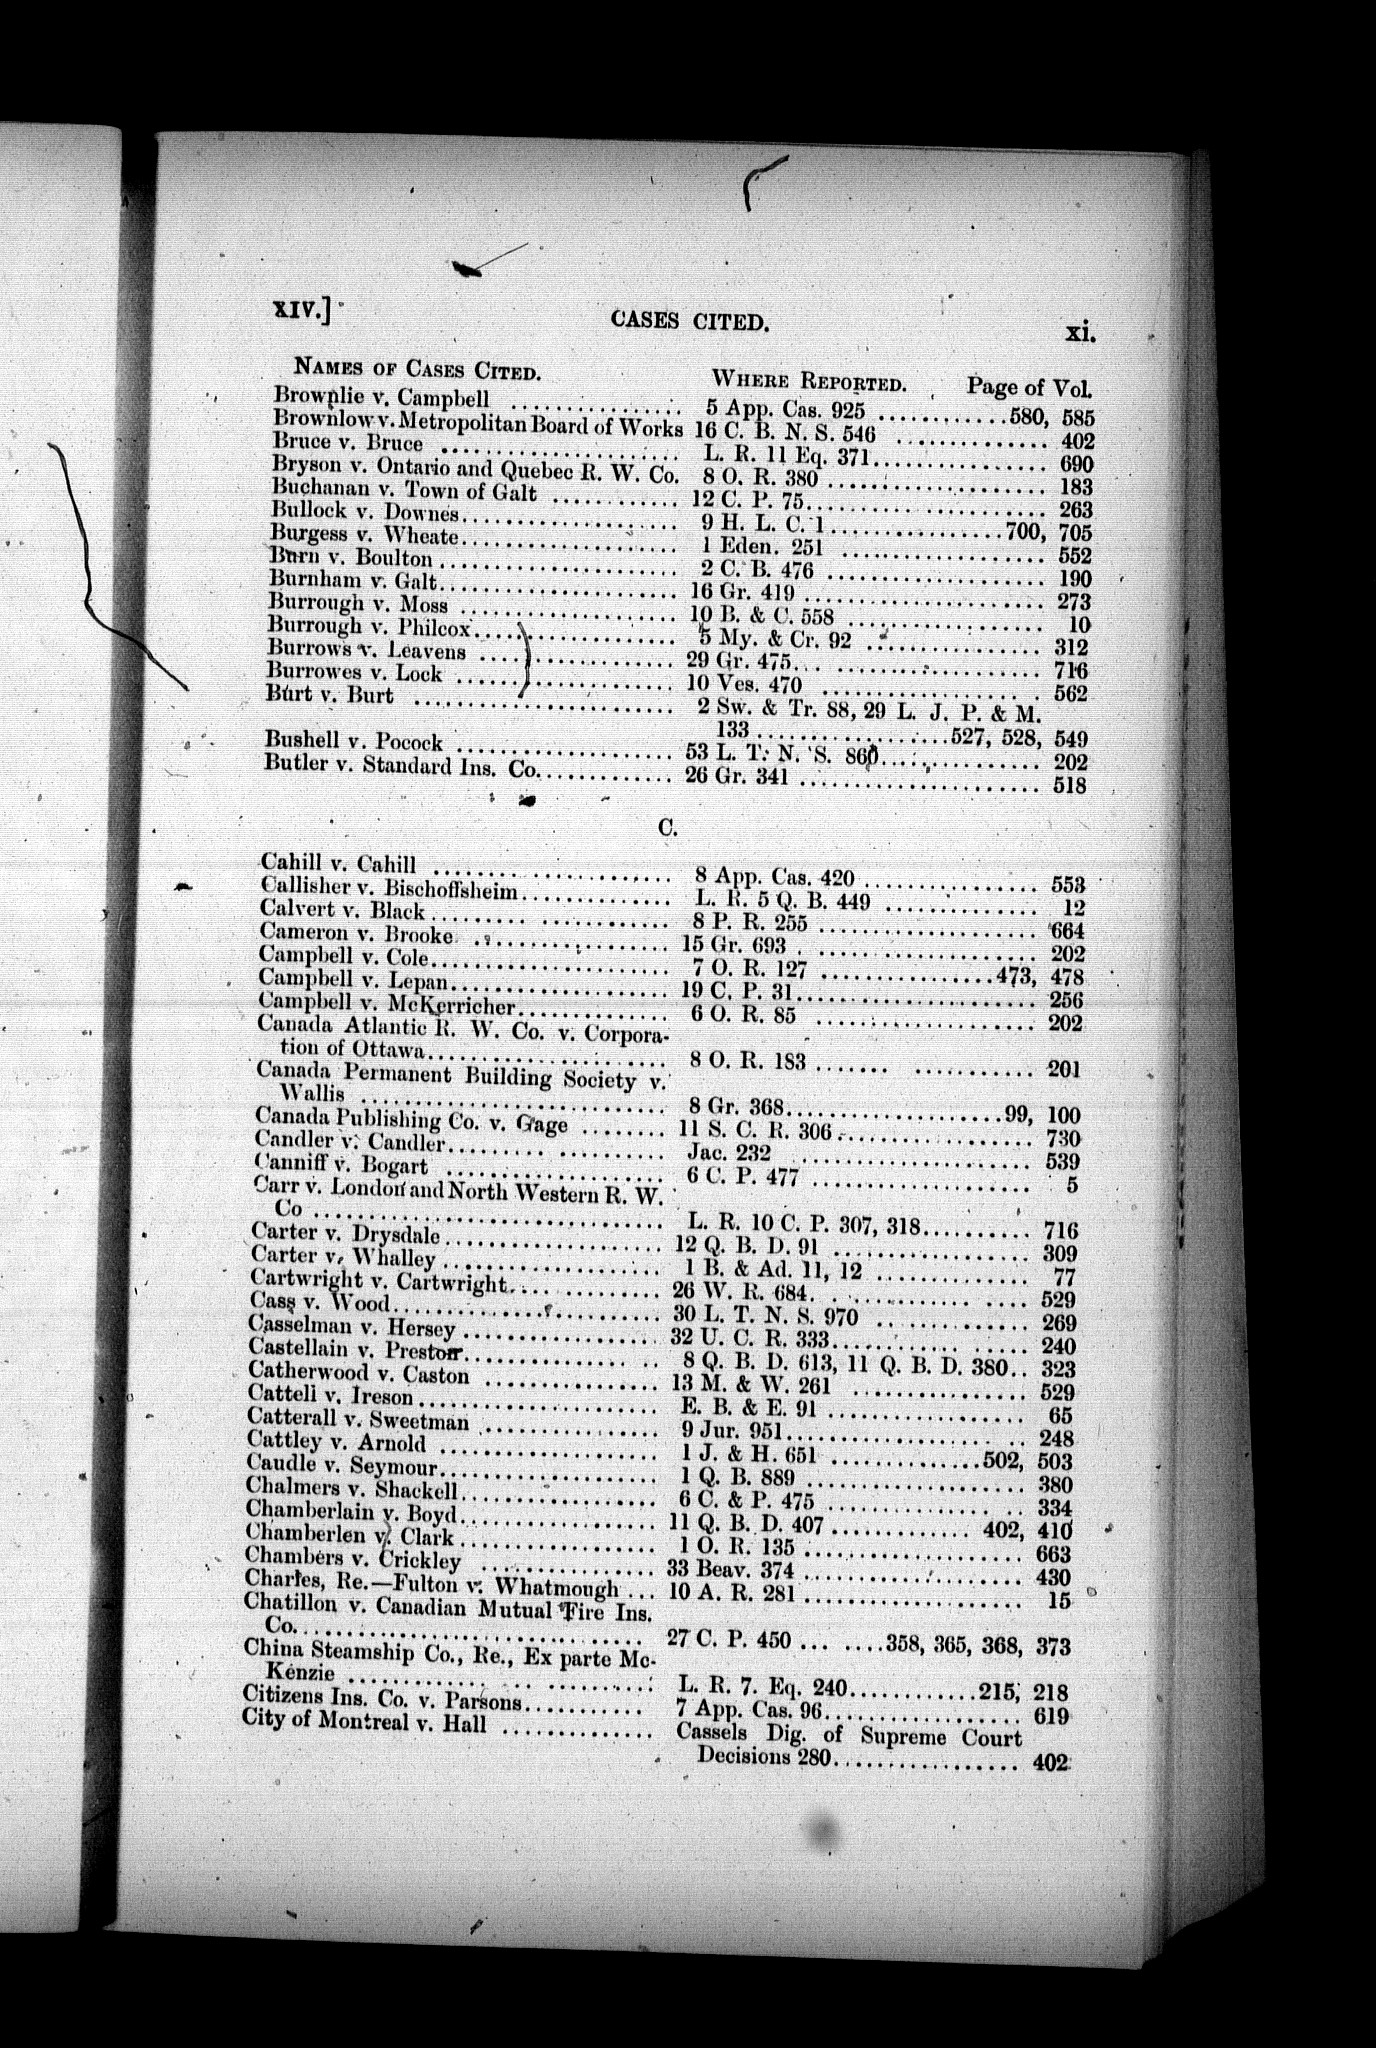 XIV.] CASES CITED. xi.
NAMES OF CASES CITED. WHERE REPORTED. Page of Vol.
Brownlie v. Campbell ................ 5 App. Cas. 925 ............580, 585
Brownlow v. Metropolitan Board of Works 16 C. B. N. S. 546 .............. 402
Bruce v. Bruce ...................... L. R. 11 Eq. 371................ 690
Bryson v. Ontario and Quebec R. W. Co. 8 O. R. 380 .................... 183
Buchanan v. Town of Galt ............ 12 C. P. 75...................... 263
Bullock v. Downes.................... 9 H. L. C. 1................700, 705
Burgess v. Wheate.................... 1 Eden. 251 ................... 552
Burn v. Boulton ...................... 2 C. B. 476 .................... 190
Burnham v. Galt...................... 16 Gr. 419 ...................... 273
Burrough v. Moss .................... 10 B. & C. 558 .................. 10
Burrough v. Philcox.................. 5 My. & Cr. 92 ................ 312
Burrows v. Leavens .................. 29 Gr. 475... ................... 716
Burrowes v. Lock .................... 10 Ves. 470 .................... 562
Burt v. Burt ........................ 2 Sw. & Tr. 88, 29 L. J. P. & M.
133 ..................527, 528, 549
Bushell v. Pocock .................... 53 L. T. N. S. 860............... 202
Butler v. Standard Ins. Co............ 26 Gr. 341 ...................... 518
C.
Cahill v. Cahill ...................... 8 App. Cas. 420 ................ 553
Callisher v. Bischoffsheim.............. L. R. 5 Q. B. 449 .............. 12
Calvert v. Black......... ............ 8 P. R. 255 .................... 664
Cameron v. Brooke .................. 15 Gr. 693 ...................... 202
Campbell v. Cole...................... 7 O. R. 127 ................473, 478
Campbell v. Lepan.................... 19 C. P. 31...................... 256
Campbell v. McKerricher.............. 6 O. R. 85 .................... 202
Canada Atlantic R. W. Co. v. Corpora-
tion of Ottawa...................... 8 O. R. 183 ....... ........... 201
Canada Permanent Building Society v.
Wallis ............................ 8 Gr. 368....................99, 100
Canada Publishing Co. v. Gage ........ 11 S. C. R. 306.................. 730
Candler v. Candler......... .......... Jac. 232 ..................... 539
Canniff v. Bogart .................... 6 C. P. 477 .................... 5
Carr v. London and North Western R. W.
Co ................................ L. R. 10 C. P. 307, 318.......... 716
Carter v. Drysdale.................... 12 Q. B. D. 91 .................. 309
Carter v. Whalley .................... 1 B. & Ad. 11, 12 .............. 77
Cartwright v. Cartwright.............. 26 W. R. 684. ............. .... 529
Cass v. Wood........................ 30 L. T. N. S. 970 .............. 269
Casselman v. Hersey .................. 32 U. C. R. 333............ ..... 240
Castellain v. Preston................ .. 8 Q. B. D. 613, 11 Q. B. D. 380.. 323
Catherwood v. Caston ................ 13 M. & W. 261 ................ 529
Catteli v. Ireson ...................... E. B. & E. 91 .................. 65
Catterall v. Sweetman ................ 9 Jur. 951................... .. 248
Cattley v. Arnold .................... 1 J. & H. 651 ..............502, 503
Caudle v. Seymour.................... 1 Q. B. 889 .................... 380
Chalmers v. Shackell.................. 6 C. & P. 475 .................. 334
Chamberlain v. Boyd.................. 11 Q. B. D. 407 ............. 402, 410
Chamberlen v. Clark .................. 1 O. R. 135 .................... 663
Chambers v. Crickley ................ 33 Beav. 374 .................... 430
Charles, Re.—Fulton v. Whatmough ... 10 A. R. 281 .................... 15
Chatillon v. Canadian Mutual Fire Ins.
Co................................ 27 C. P. 450 ... ....358, 365, 368, 373
China Steamship Co., Re., Ex parte Mc-
Kenzie ............................ L. R. 7. Eq. 240............215, 218
Citizens Ins. Co. v. Parsons........... 7 App. Cas. 96.................. 619
City of Montreal v. Hall .............. Cassels Dig. of Supreme Court
Decisions 280................. 402